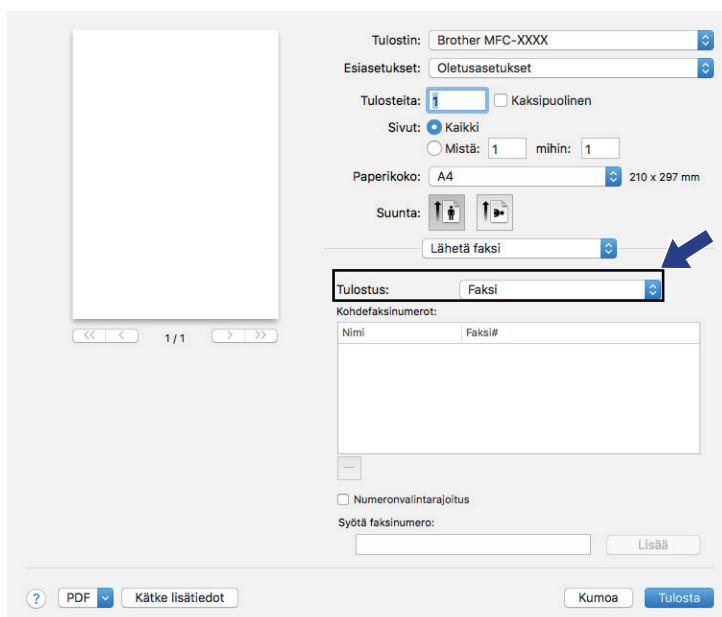 Tulostin: Brother MFC-XXXX
Esiasetukset: Oletusasetukset
Tulosteita: 1 Kaksipuolinen
Sivut: Kaikki
Mistä: 1 mihin: 1
Paperikoko: A4 210 x 297 mm
Suunta:
Lähetä faksi
Tulostus: Faksi
Kohdefaksinumerot:
Nimi Faksi#
1 / 1
Numeronvalintarajoitus
Syötä faksinumero:
Lisää
? PDF Kätke lisätiedot Kumoa Tulosta